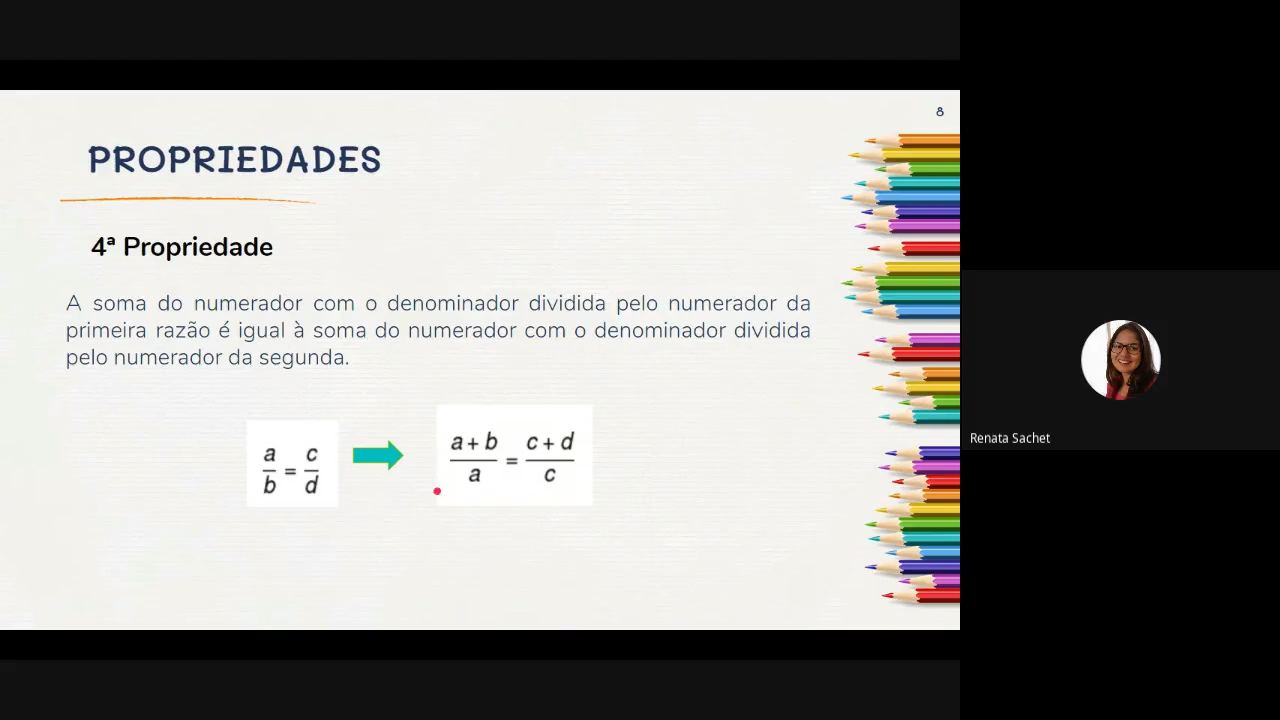 8
PROPRIEDADES
4ª Propriedade
A soma do numerador com o denominador dividida pelo numerador da
primeira razão é igual à soma do numerador com o denominador dividida
pelo numerador da segunda.
a/b = c/d
(a + b)/a = (c + d)/c
Renata Sachet